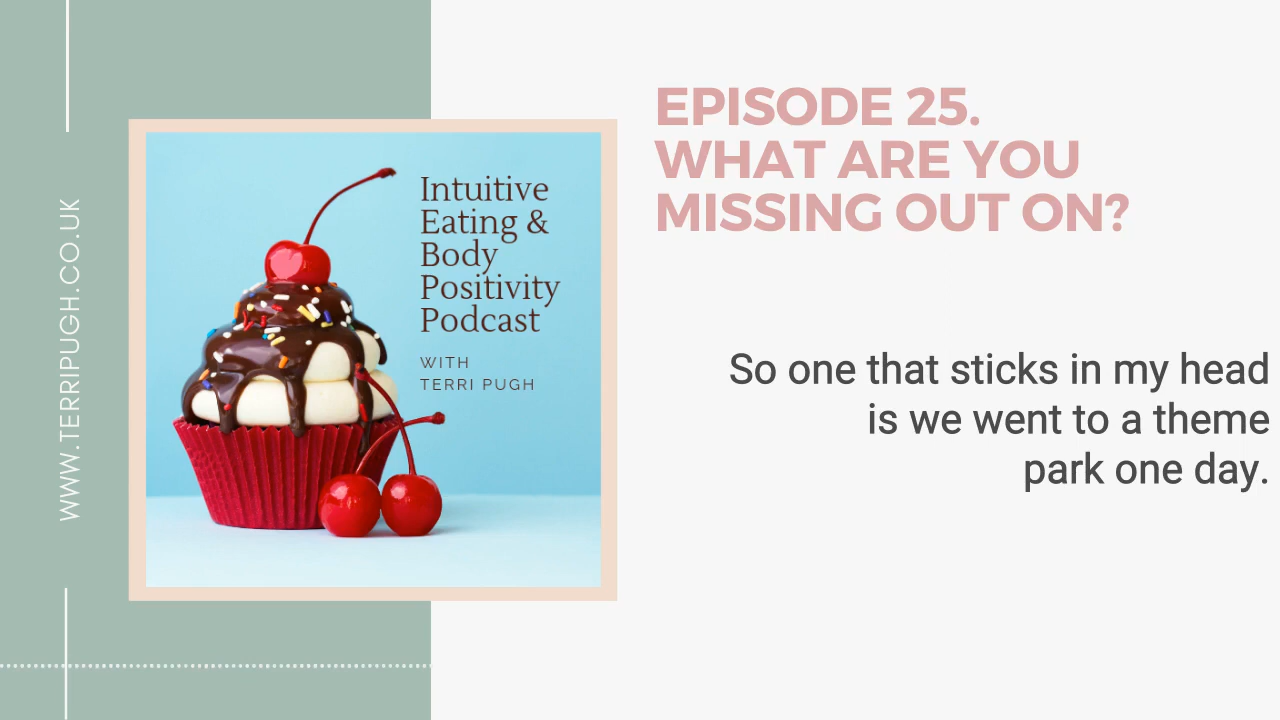 WWW.TERRIPUGH.CO.UK
Intuitive
Eating &
Body
Positivity
Podcast
WITH
TERRI PUGH
EPISODE 25.
WHAT ARE YOU
MISSING OUT ON?
So one that sticks in my head
is we went to a theme
park one day.